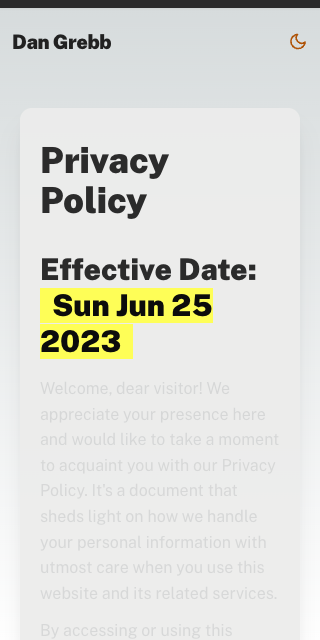 Dan Grebb
Privacy
Policy
Effective Date:
Sun Jun 25
2023
Welcome, dear visitor! We
appreciate your presence here
and would like to take a moment
to acquaint you with our Privacy
Policy. It's a document that
sheds light on how we handle
your personal information with
utmost care when you use this
website and its related services.
By accessing or using this